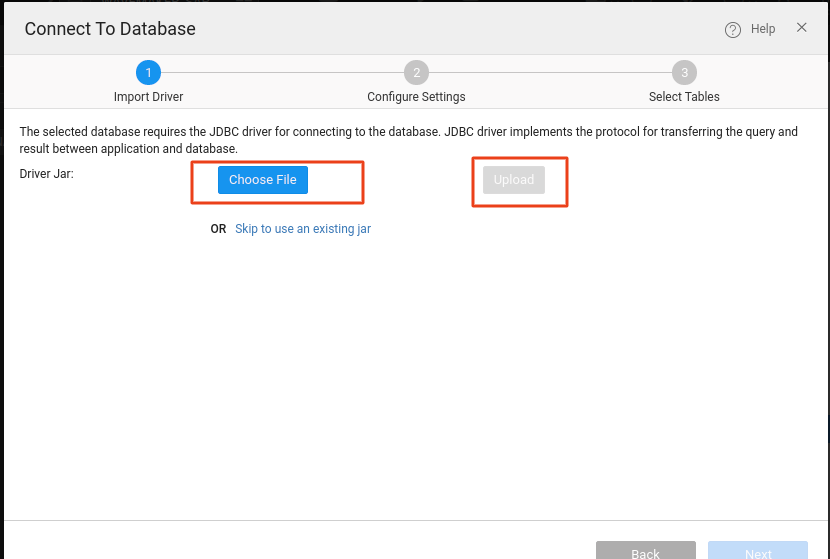 Connect To Database
Help
1
2
3
Import Driver
Configure Settings
Select Tables
The selected database requires the JDBC driver for connecting to the database. JDBC driver implements the protocol for transferring the query and
result between application and database.
Driver Jar:
Choose File
Upload
OR Skip to use an existing jar
Back
Next